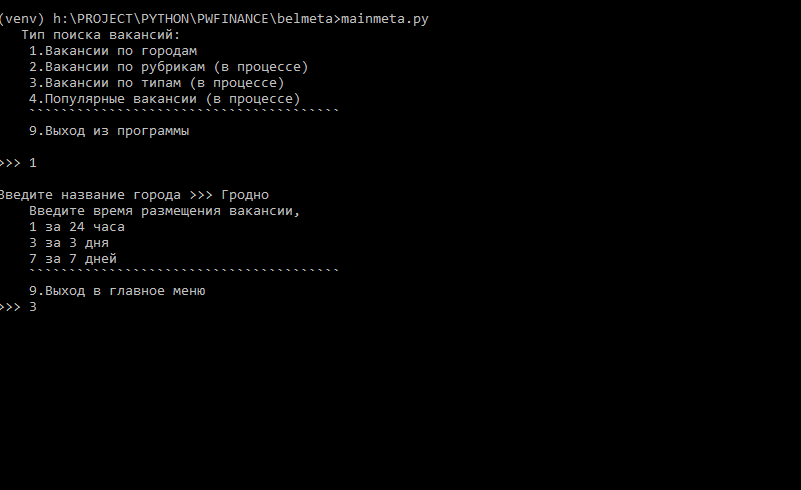 (venv) h:\PROJECT\PYTHON\PWFINANCE\belmeta>mainmeta.py
Тип поиска вакансий:
1.Вакансии по городам
2.Вакансии по рубрикам (в процессе)
3.Вакансии по типам (в процессе)
4.Популярные вакансии (в процессе)
```````````````````````````````````````
9.Выход из программы
>>> 1
Введите название города >>> Гродно
Введите время размещения вакансии,
1 за 24 часа
3 за 3 дня
7 за 7 дней
```````````````````````````````````````
9.Выход в главное меню
>>> 3